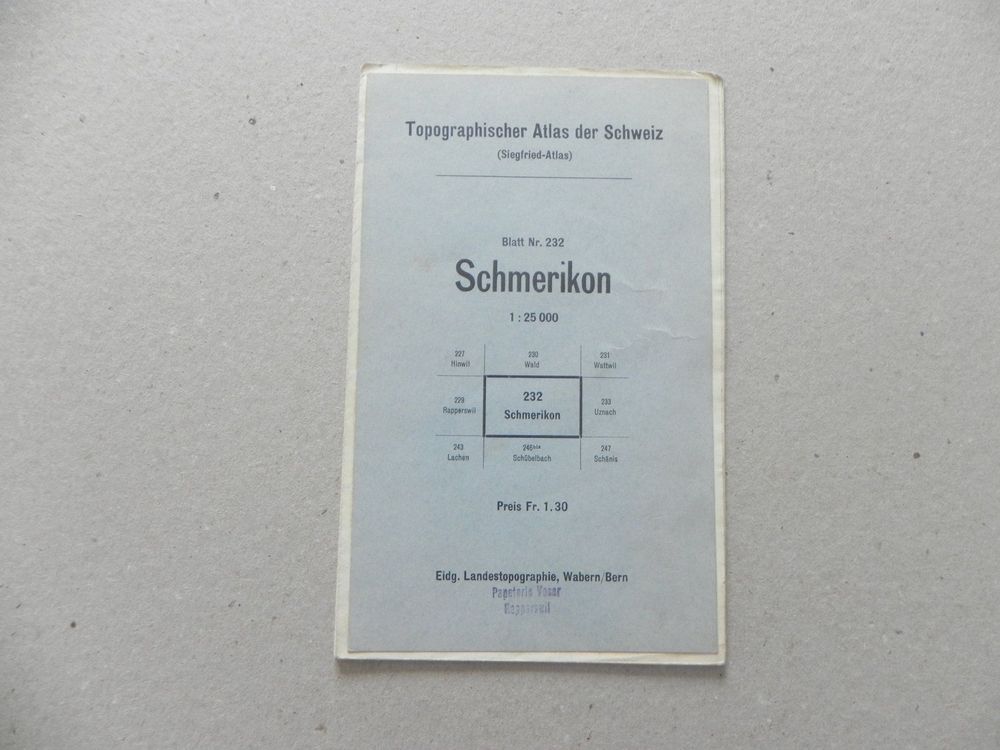 Topographischer Atlas der Schweiz
(Siegfried-Atlas)
Blatt Nr. 232
Schmerikon
1 : 25 000
227 230 231
Hinwil Wald Wattwil
229 232 233
Rapperswil Schmerikon Uznach
243 246bis 247
Lachen Schübelbach Schänis
Preis Fr. 1.30
Eidg. Landestopographie, Wabern/Bern
Papeterie
Rapperswil